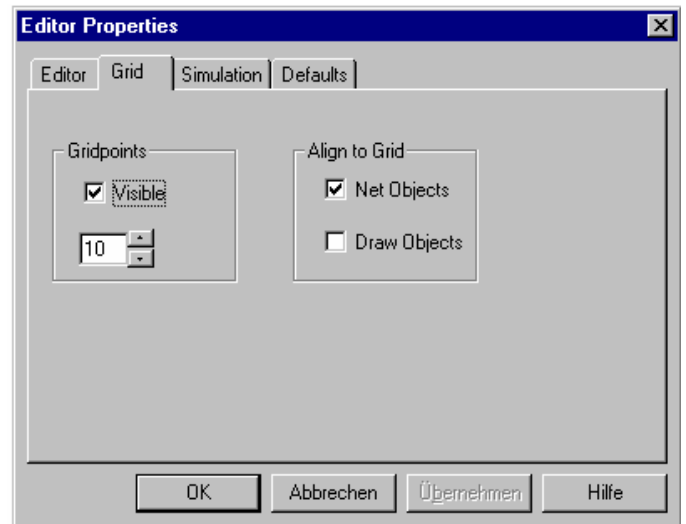 Editor Properties
Editor Grid Simulation Defaults
Gridpoints
Visible
10
Align to Grid
Net Objects
Draw Objects
OK Abbrechen Übernehmen Hilfe